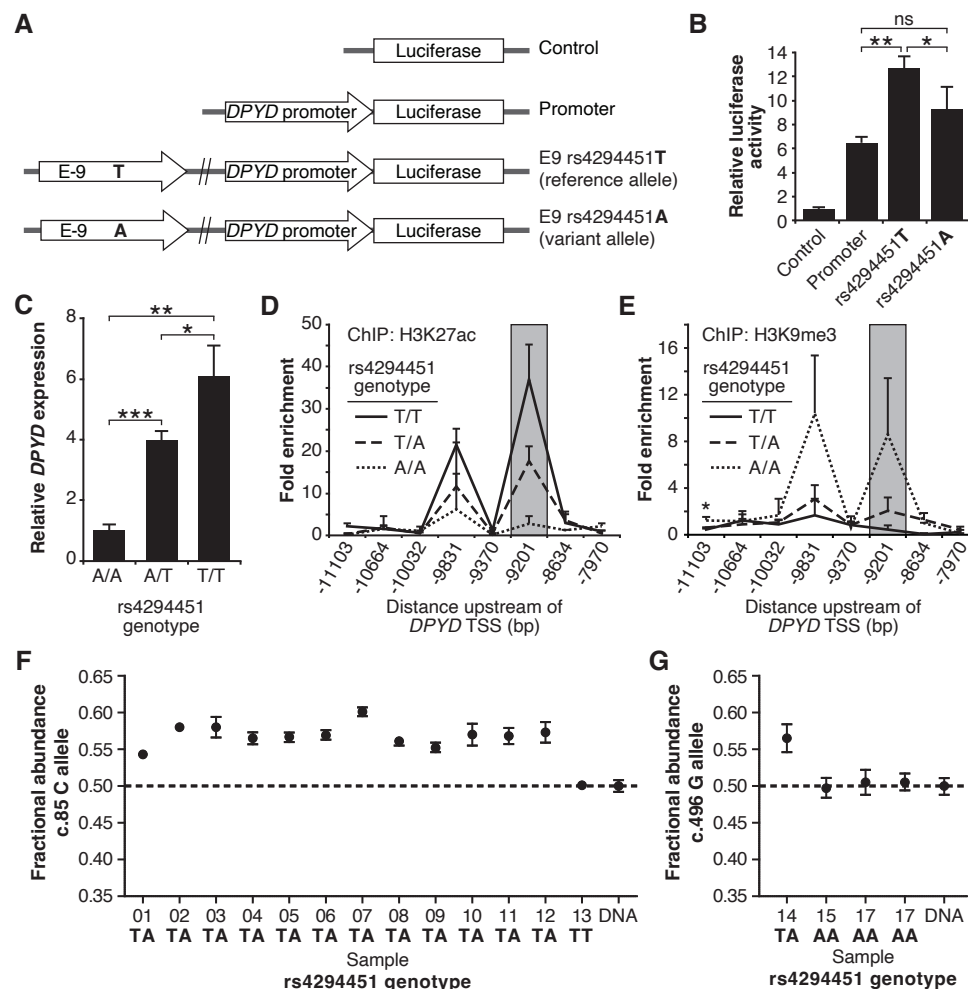 A
Luciferase
Control
DPYD promoter
Luciferase
Promoter
E-9 T
DPYD promoter
Luciferase
E9 rs4294451T
(reference allele)
E-9 A
DPYD promoter
Luciferase
E9 rs4294451A
(variant allele)
B
ns
** *
Relative luciferase
activity
14
12
10
8
6
4
2
0
Control
Promoter
rs4294451T
rs4294451A
C
**
*
***
Relative DPYD expression
8
6
4
2
0
A/A A/T T/T
rs4294451
genotype
D
ChIP: H3K27ac
rs4294451
genotype
T/T
T/A
A/A
Fold enrichment
50
40
30
20
10
0
-11103
-10664
-10032
-9831
-9370
-9201
-8634
-7970
Distance upstream of
DPYD TSS (bp)
E
ChIP: H3K9me3
rs4294451
genotype
T/T
T/A
A/A
*
Fold enrichment
16
12
8
4
0
-11103
-10664
-10032
-9831
-9370
-9201
-8634
-7970
Distance upstream of
DPYD TSS (bp)
F
Fractional abundance
c.85 C allele
0.65
0.60
0.55
0.50
0.45
0.40
0.35
01 02 03 04 05 06 07 08 09 10 11 12 13 DNA
TA TA TA TA TA TA TA TA TA TA TA TA TT
Sample
rs4294451 genotype
G
Fractional abundance
c.496 G allele
0.65
0.60
0.55
0.50
0.45
0.40
0.35
14 15 17 17 DNA
TA AA AA AA
Sample
rs4294451 genotype